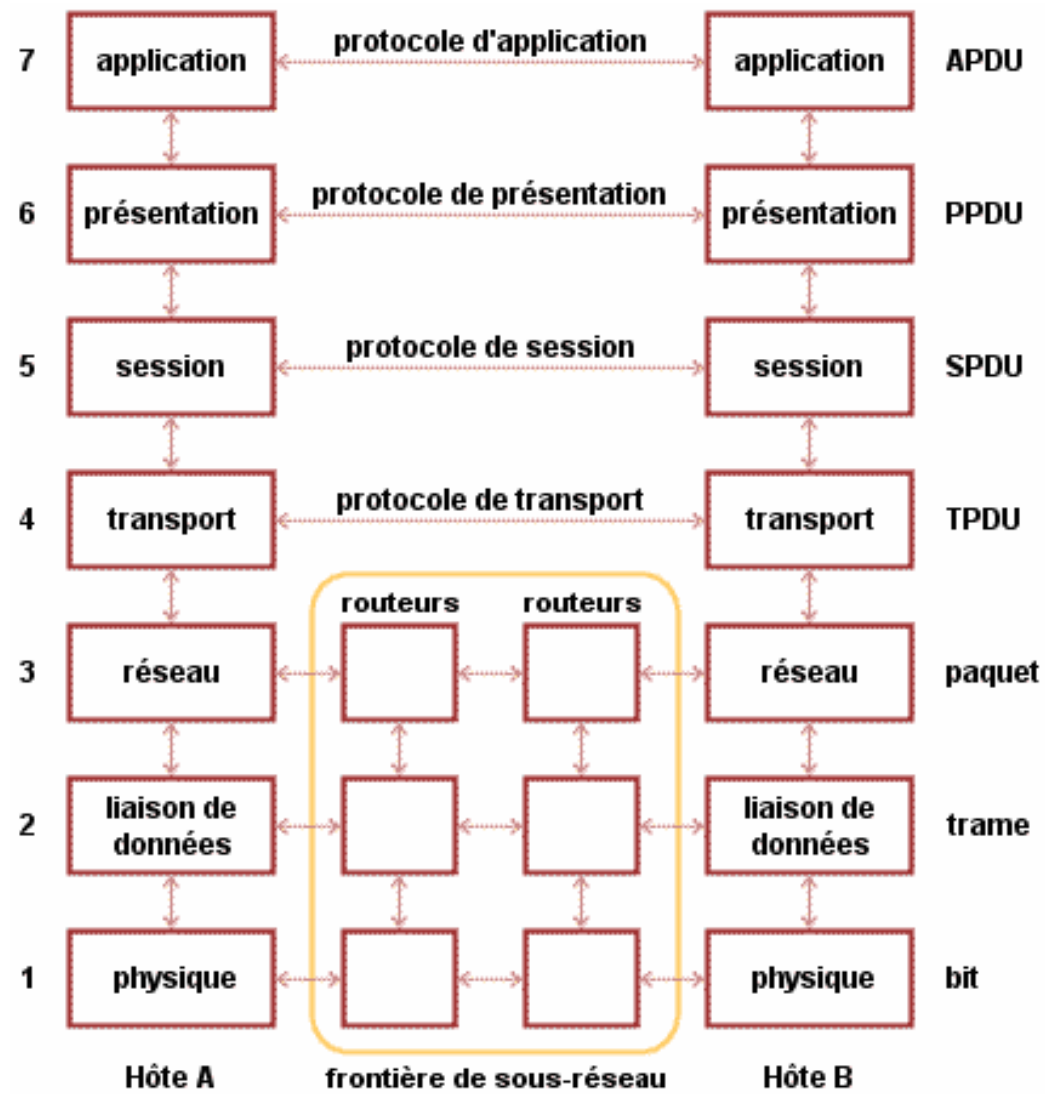 7 application protocole d'application application APDU
6 présentation protocole de présentation présentation PPDU
5 session protocole de session session SPDU
4 transport protocole de transport transport TPDU
routeurs routeurs
3 réseau réseau paquet
2 liaison de données liaison de données trame
1 physique physique bit
Hôte A frontière de sous-réseau Hôte B